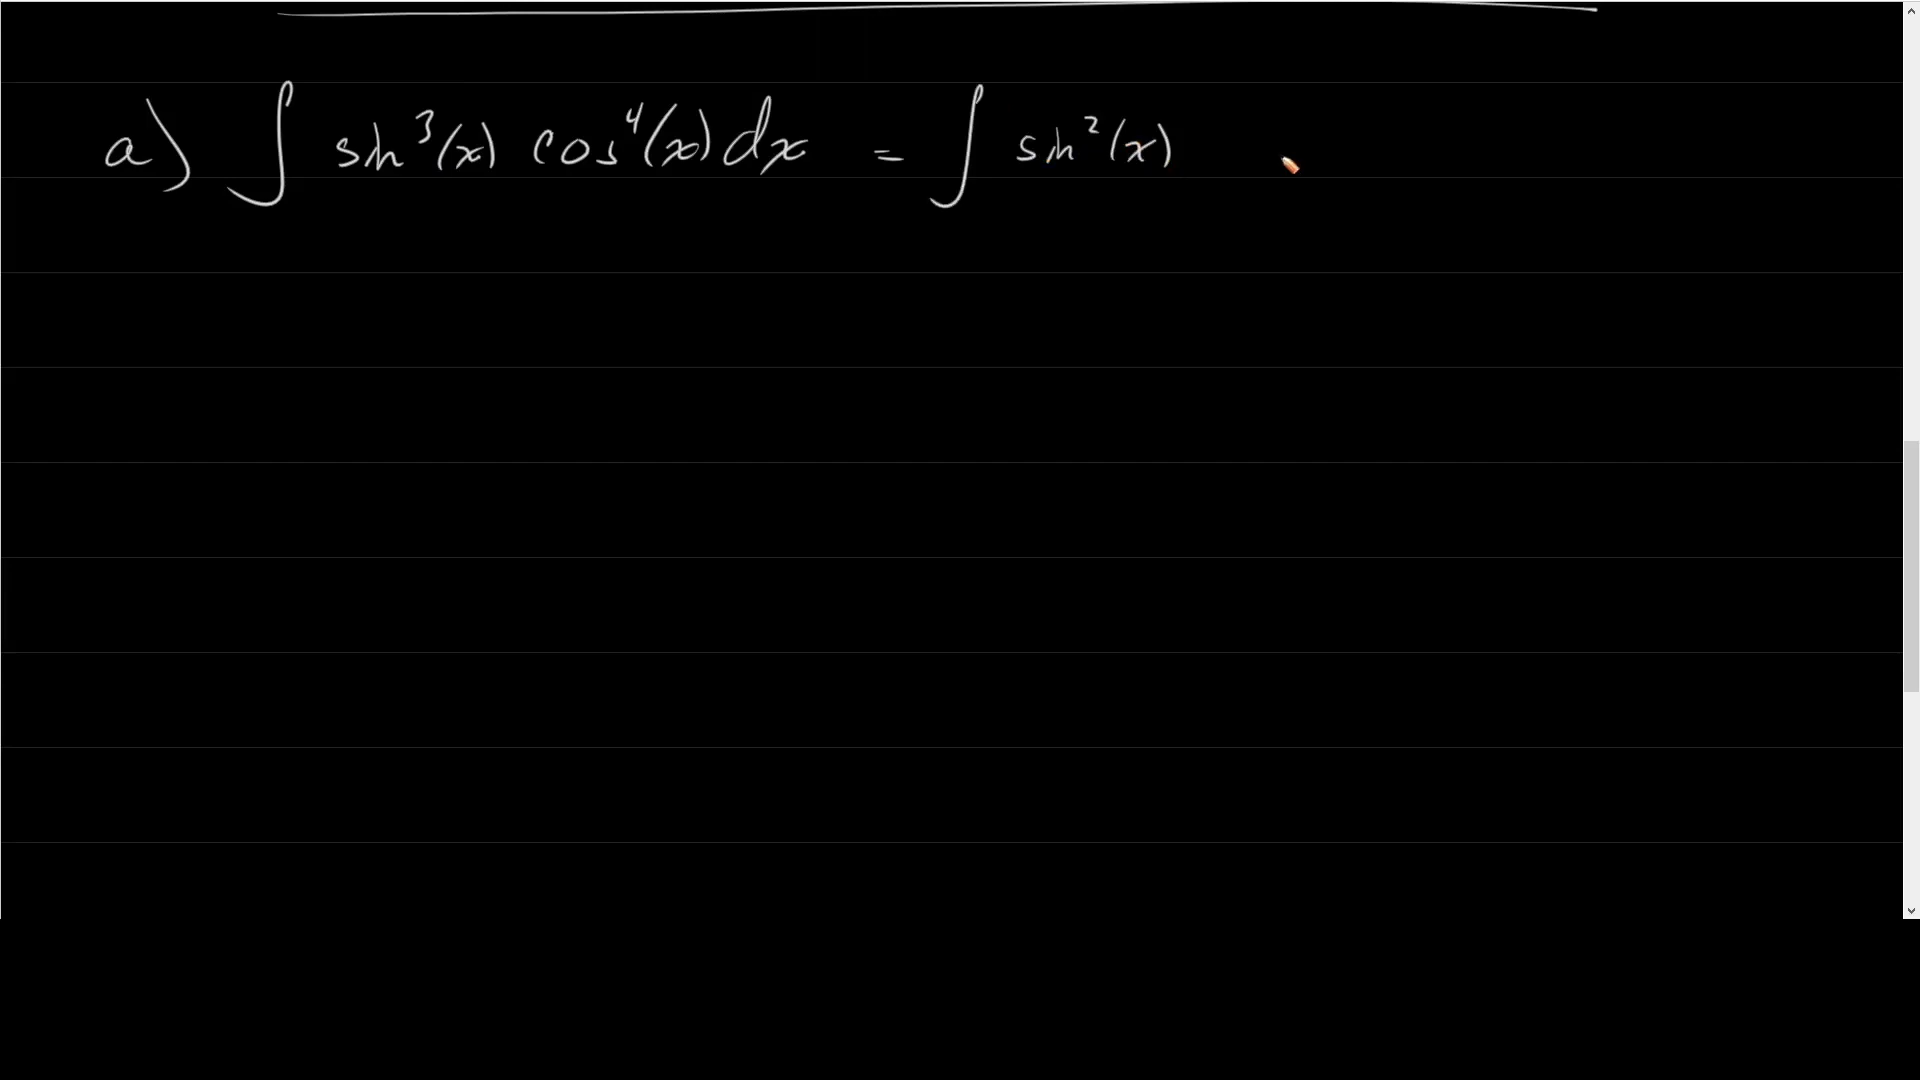 a) ∫ sin³(x) cos⁴(x) dx = ∫ sin²(x)